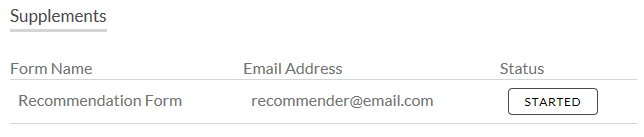 Supplements
Form Name Email Address Status
Recommendation Form recommender@email.com STARTED